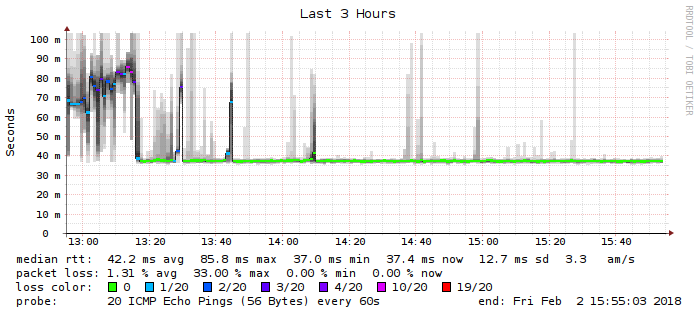 Last 3 Hours
RRDTOOL / TOBI OETIKER
Seconds
100 m
90 m
80 m
70 m
60 m
50 m
40 m
30 m
20 m
10 m
0
13:00 13:20 13:40 14:00 14:20 14:40 15:00 15:20 15:40
median rtt: 42.2 ms avg 85.8 ms max 37.0 ms min 37.4 ms now 12.7 ms sd 3.3 am/s
packet loss: 1.31 % avg 33.00 % max 0.00 % min 0.00 % now
loss color: 0 1/20 2/20 3/20 4/20 10/20 19/20
probe: 20 ICMP Echo Pings (56 Bytes) every 60s end: Fri Feb 2 15:55:03 2018